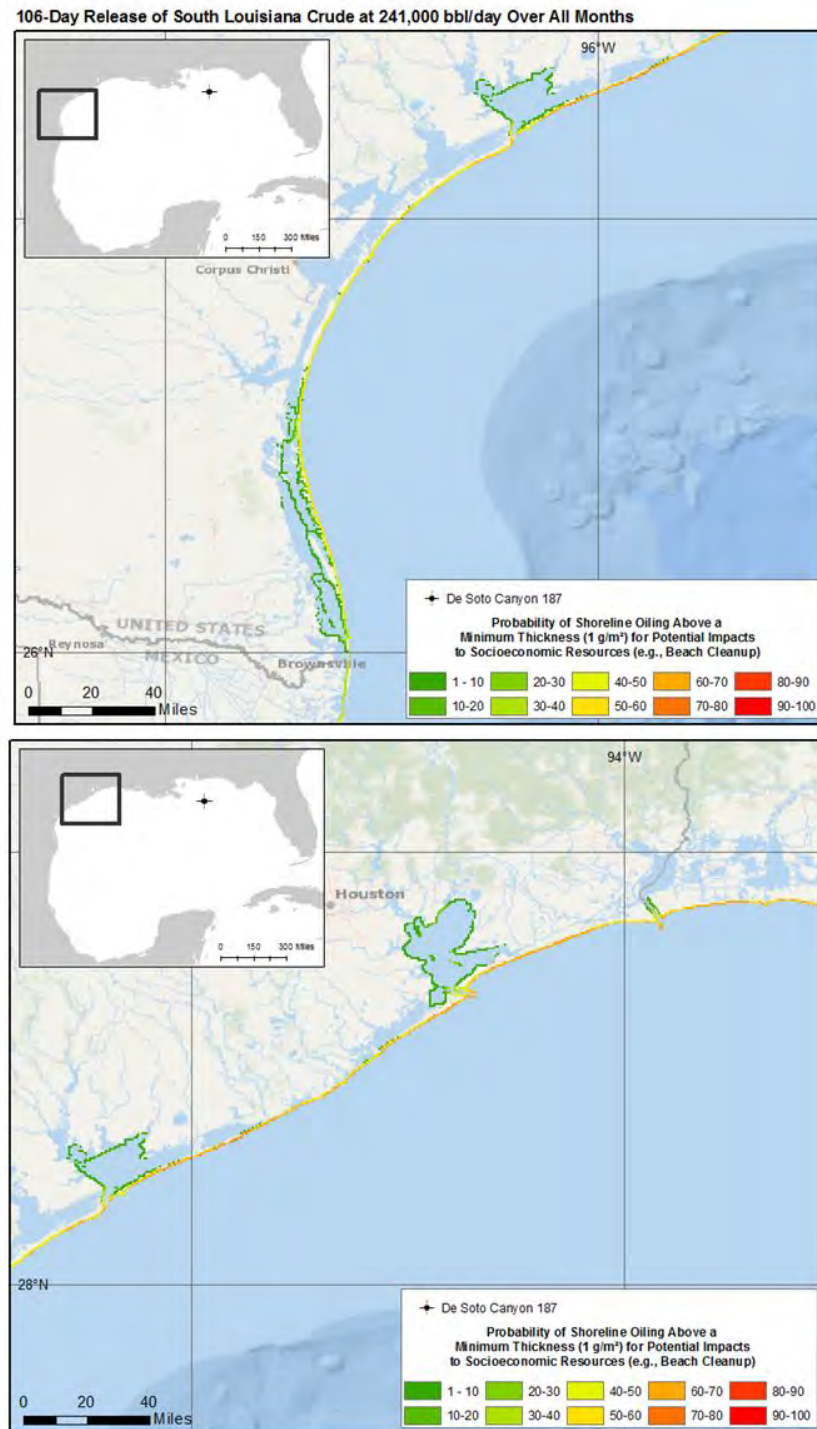 106-Day Release of South Louisiana Crude at 241,000 bbl/day Over All Months
96°W
0 150 300 Miles
Corpus Christi
UNITED STATES
Reynosa
MEXICO
26°N
Brownsville
0 20 40
Miles
De Soto Canyon 187
Probability of Shoreline Oiling Above a
Minimum Thickness (1 g/m²) for Potential Impacts
to Socioeconomic Resources (e.g., Beach Cleanup)
1 - 10 20-30 40-50 60-70 80-90
10-20 30-40 50-60 70-80 90-100
94°W
0 150 300 Miles
Houston
28°N
0 20 40
Miles
De Soto Canyon 187
Probability of Shoreline Oiling Above a
Minimum Thickness (1 g/m²) for Potential Impacts
to Socioeconomic Resources (e.g., Beach Cleanup)
1 - 10 20-30 40-50 60-70 80-90
10-20 30-40 50-60 70-80 90-100